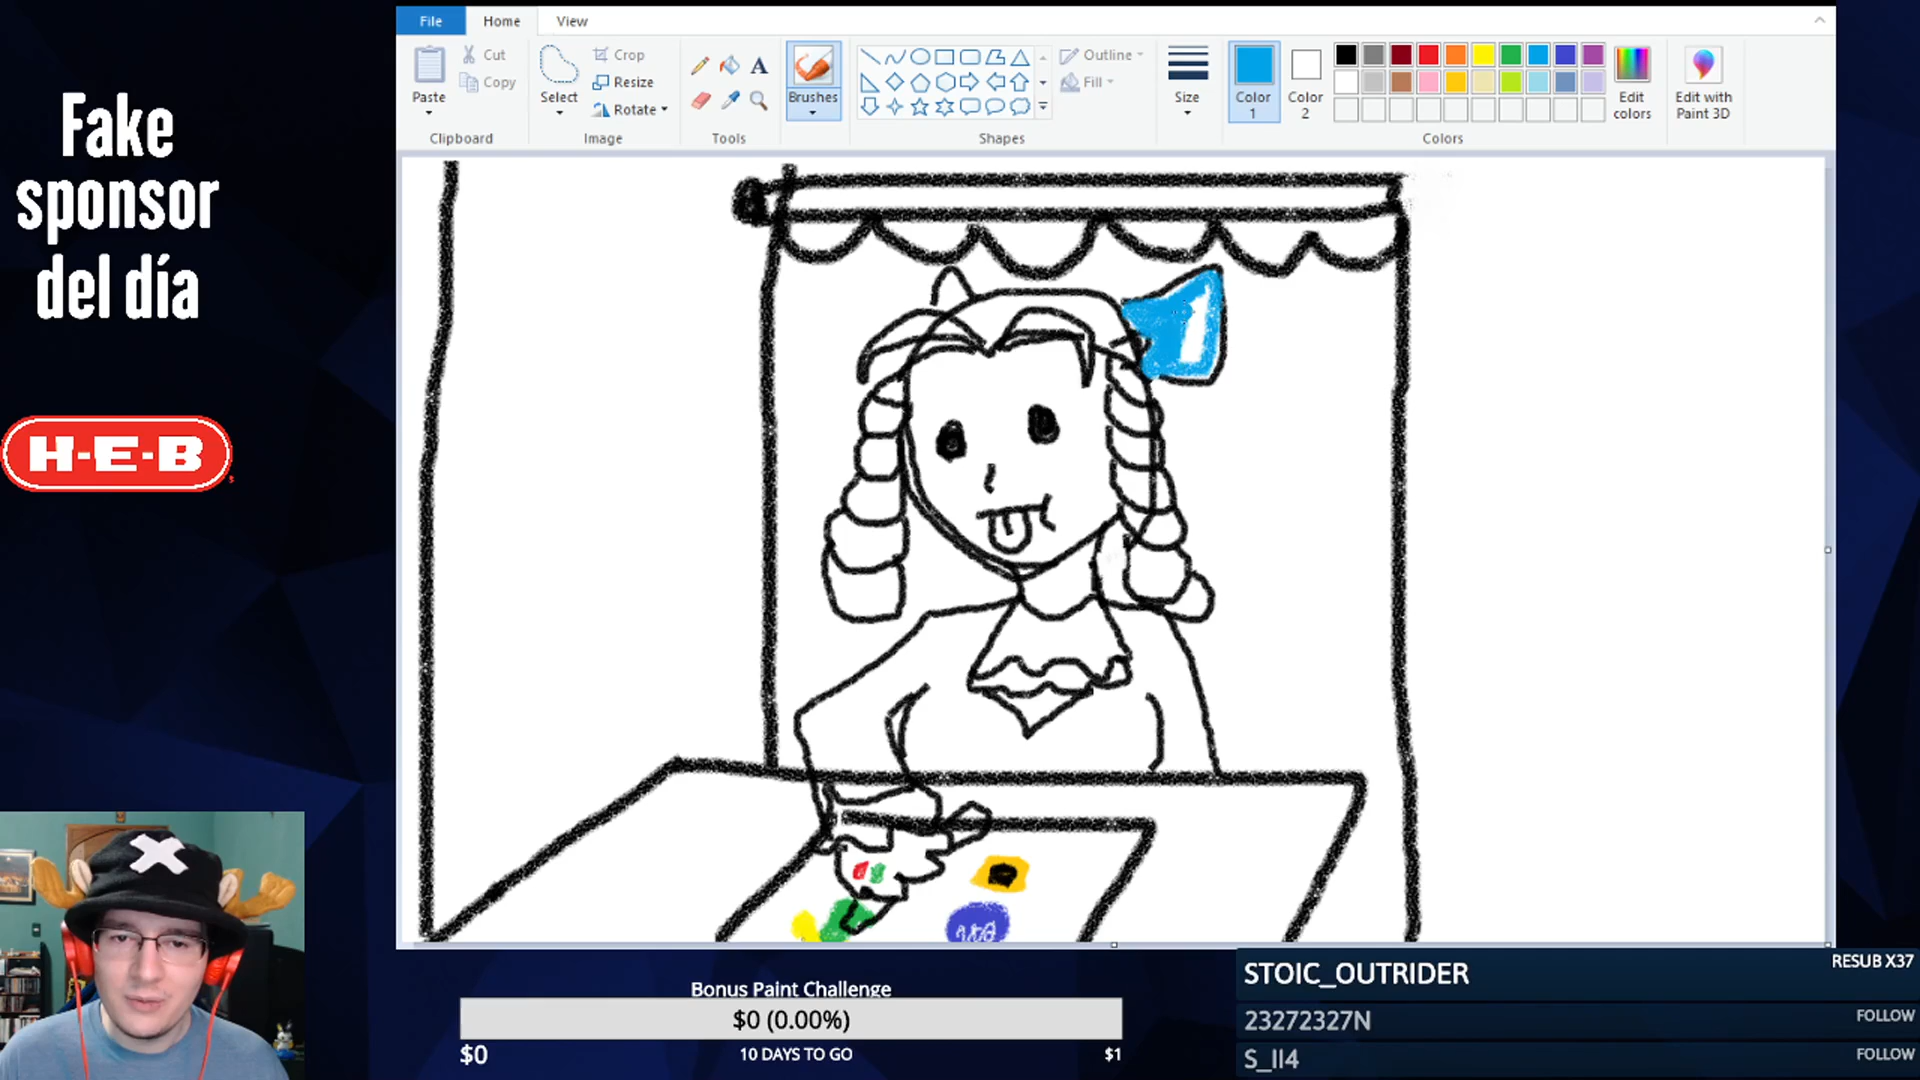 Fake
sponsor
del día
H-E-B
File
Home
View
Paste
Cut
Copy
Clipboard
Select
Crop
Resize
Rotate
Image
A
Tools
Brushes
Outline
Fill
Shapes
Size
Color
1
Color
2
Edit
colors
Colors
Edit with
Paint 3D
Bonus Paint Challenge
$0 (0.00%)
$0
10 DAYS TO GO
$1
STOIC_OUTRIDER
RESUB X37
23272327N
FOLLOW
S_II4
FOLLOW